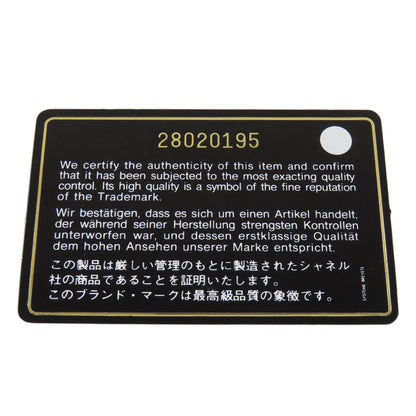 28020195
We certify the authenticity of this item and confirm
that it has been subjected to the most exacting quality
control. Its high quality is a symbol of the fine reputation
of the Trademark.
Wir bestätigen, dass es sich um einen Artikel handelt,
der während seiner Herstellung strengsten Kontrollen
unterworfen war, und dessen erstklassige Qualität
dem hohen Ansehen unserer Marke entspricht.
この製品は厳しい管理のもとに製造されたシャネル
社の商品であることを証明いたします。
このブランド・マークは最高級品質の象徴です。